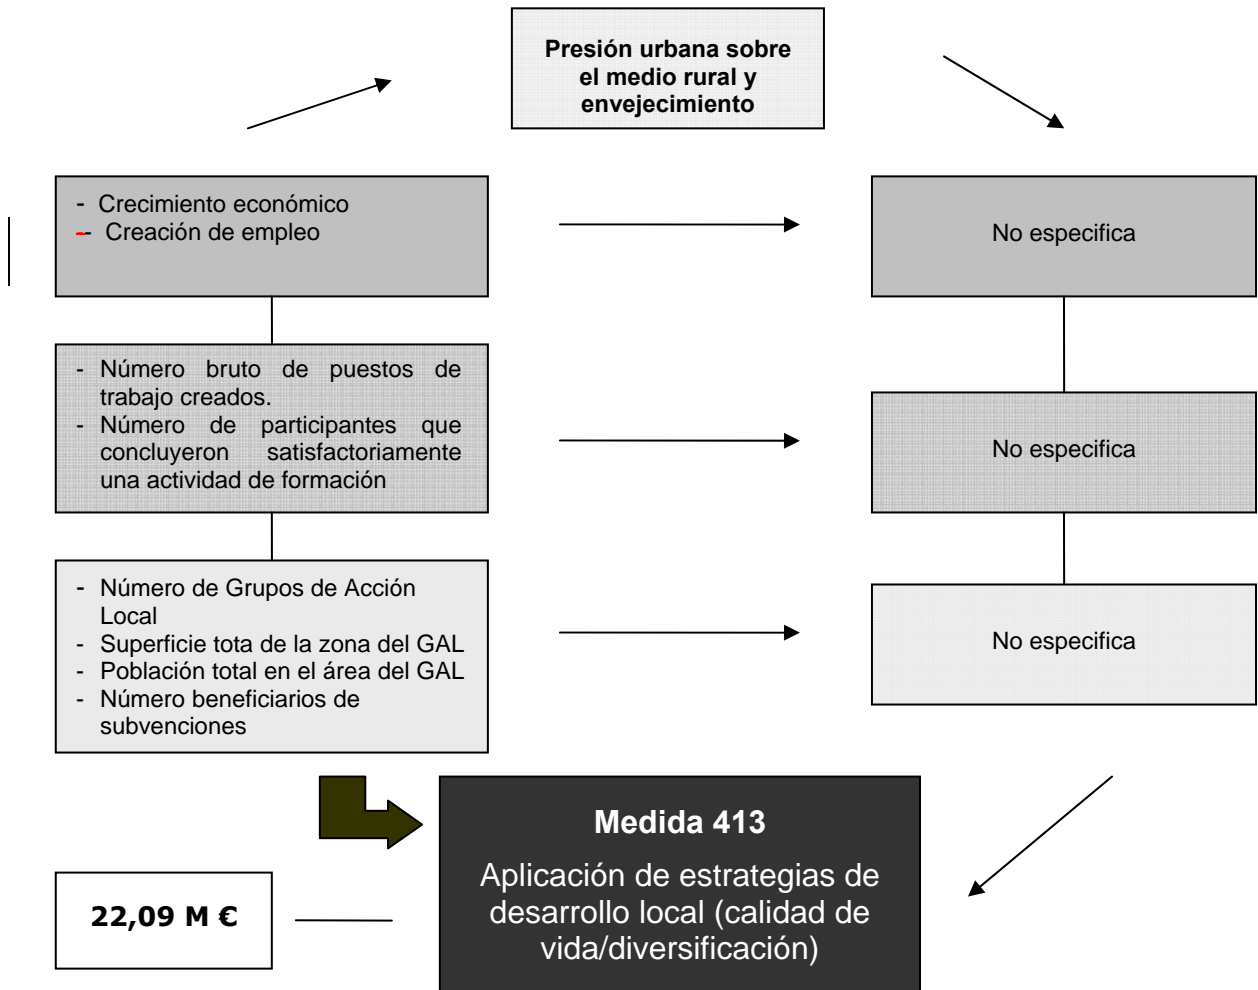 Presión urbana sobre
el medio rural y
envejecimiento
- Crecimiento económico
- Creación de empleo
No especifica
- Número bruto de puestos de
trabajo creados.
- Número de participantes que
concluyeron satisfactoriamente
una actividad de formación
No especifica
- Número de Grupos de Acción
Local
- Superficie tota de la zona del GAL
- Población total en el área del GAL
- Número beneficiarios de
subvenciones
No especifica
Medida 413
Aplicación de estrategias de
desarrollo local (calidad de
vida/diversificación)
22,09 M €